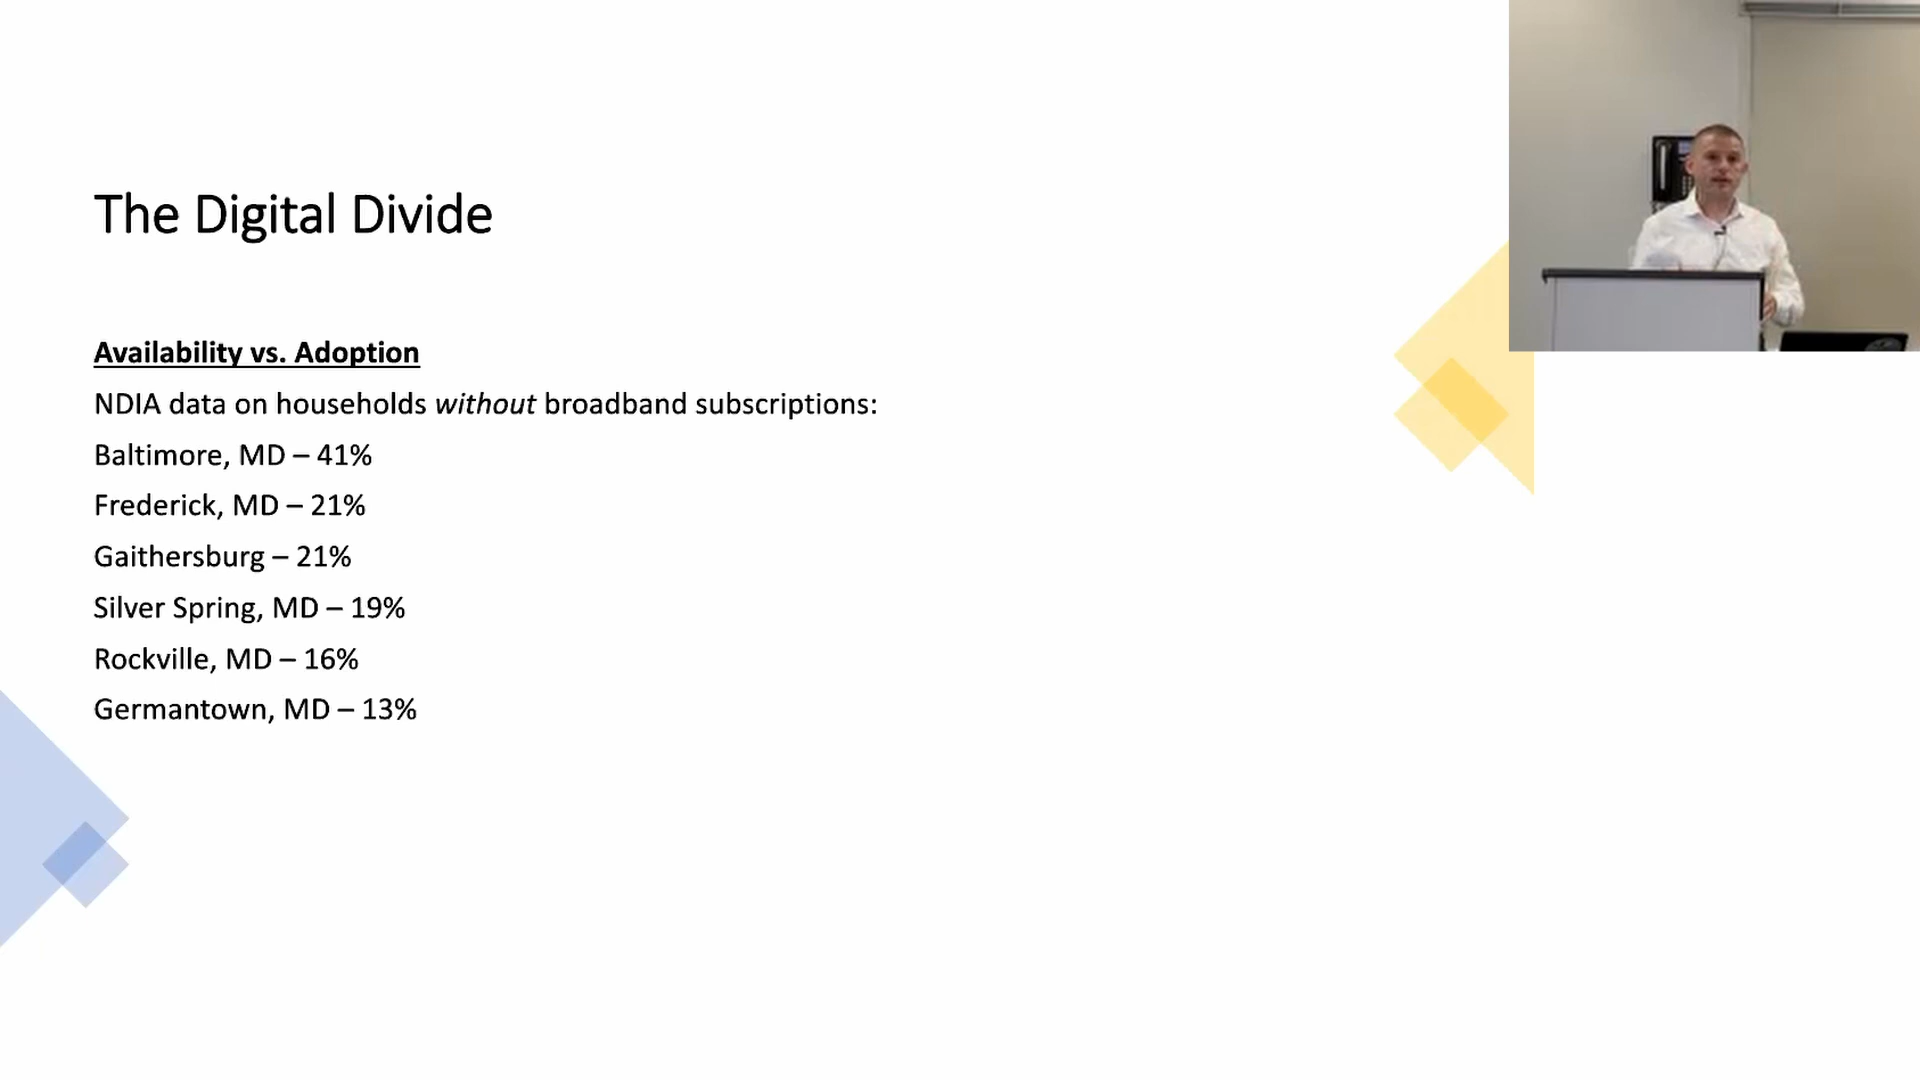 The Digital Divide
Availability vs. Adoption
NDIA data on households without broadband subscriptions:
Baltimore, MD – 41%
Frederick, MD – 21%
Gaithersburg – 21%
Silver Spring, MD – 19%
Rockville, MD – 16%
Germantown, MD – 13%